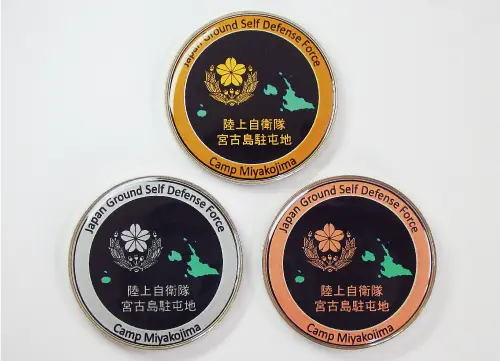 Japan Ground Self Defense Force
陸上自衛隊
宮古島駐屯地
Camp Miyakojima
Japan Ground Self Defense Force
陸上自衛隊
宮古島駐屯地
Camp Miyakojima
Japan Ground Self Defense Force
陸上自衛隊
宮古島駐屯地
Camp Miyakojima